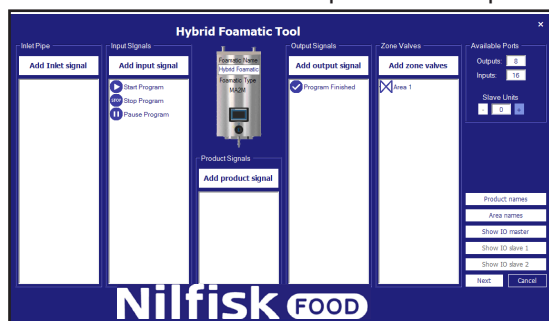 Hybrid Foamatic Tool
×
Inlet Pipe
Add Inlet signal
Input Signals
Add input signal
Start Program
STOP Stop Program
Pause Program
Foamatic Name
Hybrid Foamatic
Foamatic Type
MA2M
Product Signals
Add product signal
Output Signals
Add output signal
Program Finished
Zone Valves
Add zone valves
Area 1
Available Ports
Outputs: 8
Inputs: 16
Slave Units
- 0 +
Product names
Area names
Show IO master
Show IO slave 1
Show IO slave 2
Next Cancel
Nilfisk FOOD